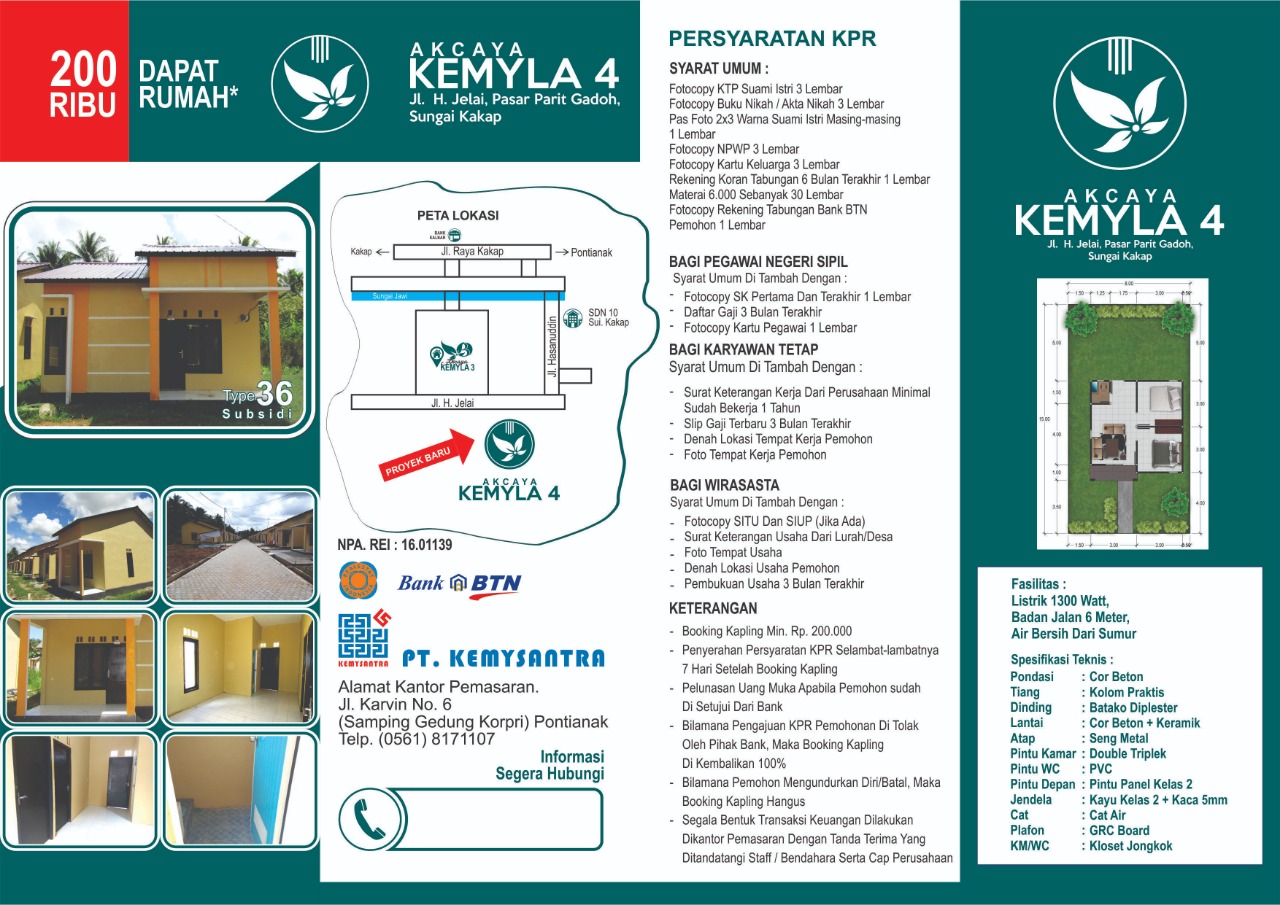 200
RIBU
DAPAT
RUMAH*
AKCAYA
KEMYLA 4
Jl. H. Jelai, Pasar Parit Gadoh,
Sungai Kakap
Type 36
Subsidi
PETA LOKASI
BANK
KALBAR
Kakap
Jl. Raya Kakap
Pontianak
Sungai Jawi
SDN 10
Sui. Kakap
Jl. Hasanuddin
KEMYLA 3
Jl. H. Jelai
PROYEK BARU
AKCAYA
KEMYLA 4
NPA. REI : 16.01139
Bank BTN
KEMYSANTRA
PT. KEMYSANTRA
Alamat Kantor Pemasaran.
Jl. Karvin No. 6
(Samping Gedung Korpri) Pontianak
Telp. (0561) 8171107
Informasi
Segera Hubungi
PERSYARATAN KPR
SYARAT UMUM :
Fotocopy KTP Suami Istri 3 Lembar
Fotocopy Buku Nikah / Akta Nikah 3 Lembar
Pas Foto 2x3 Warna Suami Istri Masing-masing
1 Lembar
Fotocopy NPWP 3 Lembar
Fotocopy Kartu Keluarga 3 Lembar
Rekening Koran Tabungan 6 Bulan Terakhir 1 Lembar
Materai 6.000 Sebanyak 30 Lembar
Fotocopy Rekening Tabungan Bank BTN
Pemohon 1 Lembar
BAGI PEGAWAI NEGERI SIPIL
Syarat Umum Di Tambah Dengan :
- Fotocopy SK Pertama Dan Terakhir 1 Lembar
- Daftar Gaji 3 Bulan Terakhir
- Fotocopy Kartu Pegawai 1 Lembar
BAGI KARYAWAN TETAP
Syarat Umum Di Tambah Dengan :
- Surat Keterangan Kerja Dari Perusahaan Minimal
Sudah Bekerja 1 Tahun
- Slip Gaji Terbaru 3 Bulan Terakhir
- Denah Lokasi Tempat Kerja Pemohon
- Foto Tempat Kerja Pemohon
BAGI WIRASASTA
Syarat Umum Di Tambah Dengan :
- Fotocopy SITU Dan SIUP (Jika Ada)
- Surat Keterangan Usaha Dari Lurah/Desa
- Foto Tempat Usaha
- Denah Lokasi Usaha Pemohon
- Pembukuan Usaha 3 Bulan Terakhir
KETERANGAN
- Booking Kapling Min. Rp. 200.000
- Penyerahan Persyaratan KPR Selambat-lambatnya
7 Hari Setelah Booking Kapling
- Pelunasan Uang Muka Apabila Pemohon sudah
Di Setujui Dari Bank
- Bilamana Pengajuan KPR Pemohonan Di Tolak
Oleh Pihak Bank, Maka Booking Kapling
Di Kembalikan 100%
- Bilamana Pemohon Mengundurkan Diri/Batal, Maka
Booking Kapling Hangus
- Segala Bentuk Transaksi Keuangan Dilakukan
Dikantor Pemasaran Dengan Tanda Terima Yang
Ditandatangi Staff / Bendahara Serta Cap Perusahaan
AKCAYA
KEMYLA 4
Jl. H. Jelai, Pasar Parit Gadoh,
Sungai Kakap
Fasilitas :
Listrik 1300 Watt,
Badan Jalan 6 Meter,
Air Bersih Dari Sumur
Spesifikasi Teknis :
Pondasi : Cor Beton
Tiang : Kolom Praktis
Dinding : Batako Diplester
Lantai : Cor Beton + Keramik
Atap : Seng Metal
Pintu Kamar : Double Triplek
Pintu WC : PVC
Pintu Depan : Pintu Panel Kelas 2
Jendela : Kayu Kelas 2 + Kaca 5mm
Cat : Cat Air
Plafon : GRC Board
KM/WC : Kloset Jongkok